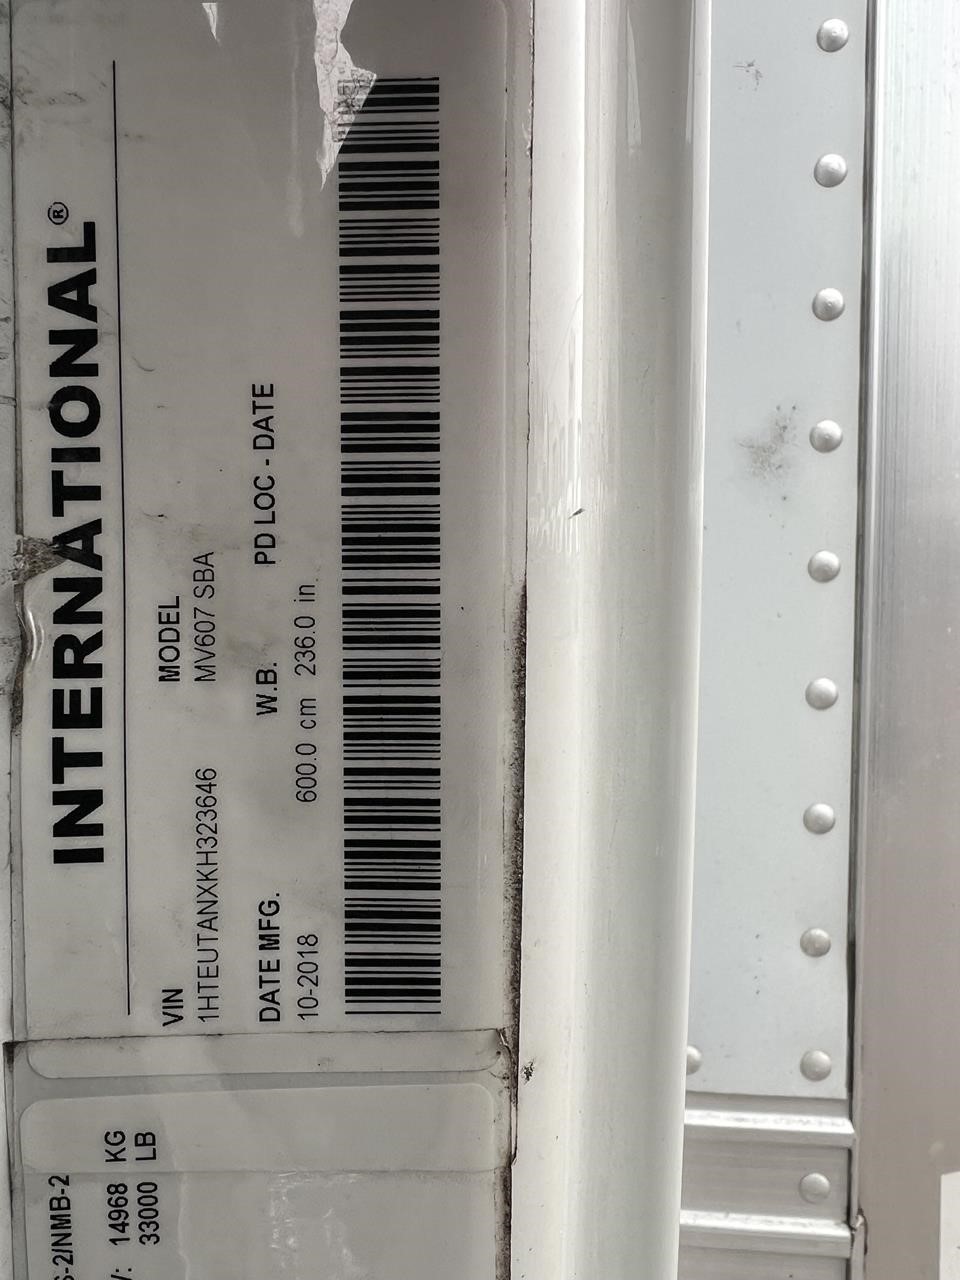 INTERNATIONAL®
VIN MODEL
1HTEUTANXKH323646 MV607 SBA
DATE MFG. W.B. PD LOC - DATE
10-2018 600.0 cm 236.0 in
-2/NMB-2
: 14968 KG
33000 LB